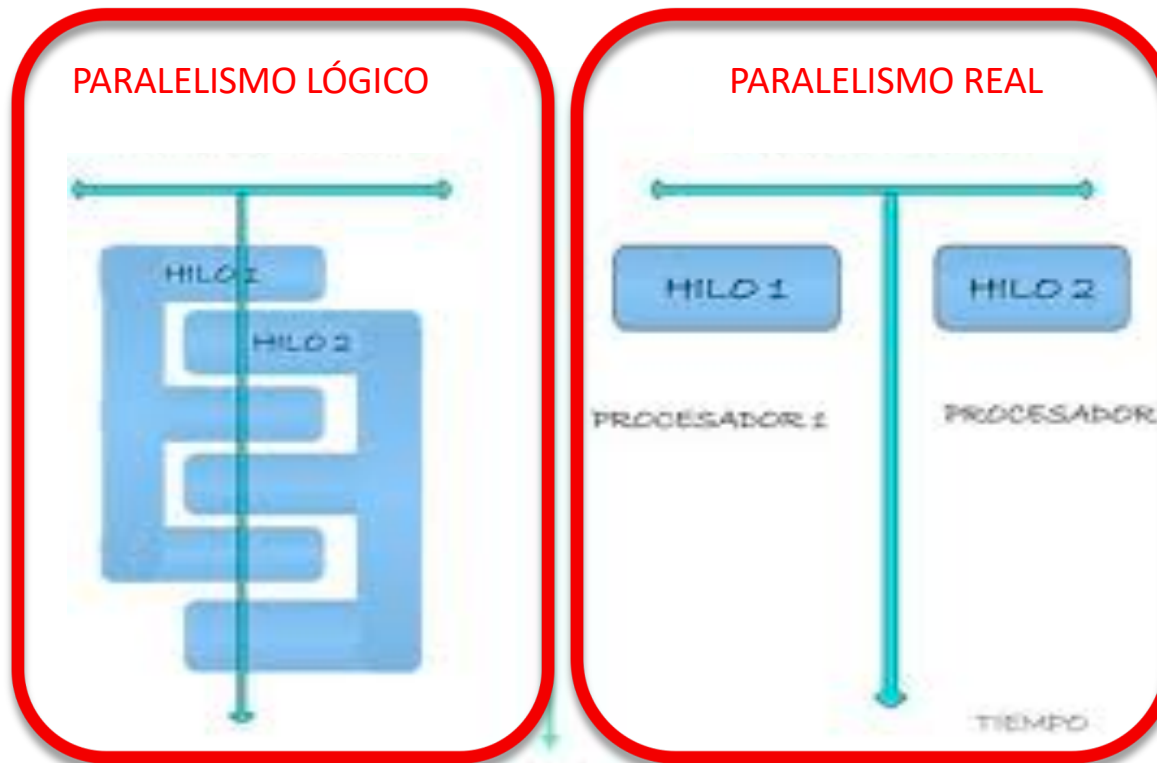 PARALELISMO LÓGICO
HILO 1
HILO 2
PARALELISMO REAL
HILO 1
HILO 2
PROCESADOR 1
PROCESADOR
TIEMPO